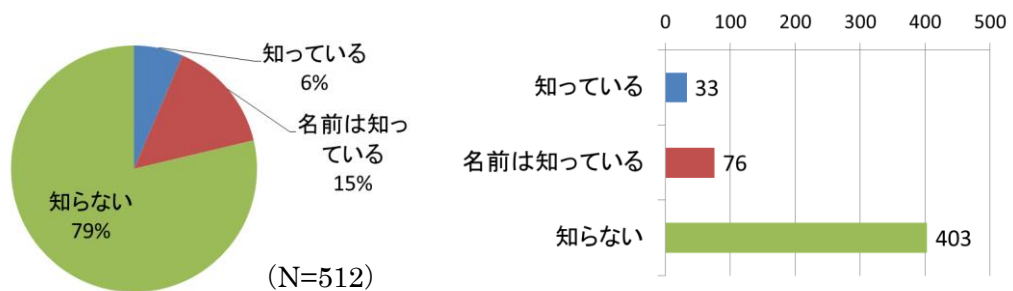 知っている
6%
名前は知っ
ている
15%
知らない
79%
(N=512)
0 100 200 300 400 500
知っている 33
名前は知っている 76
知らない 403